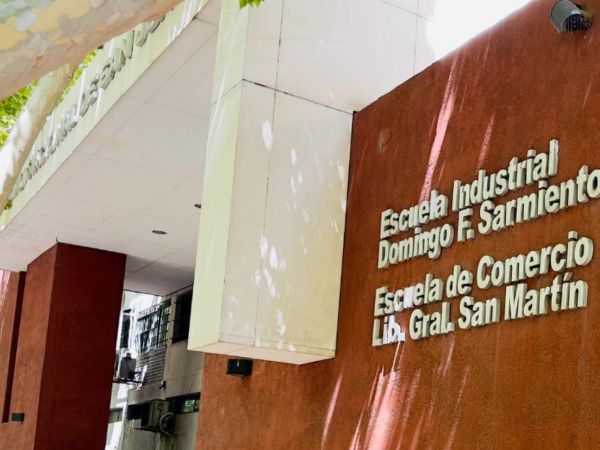 Escuela Industrial
Domingo F. Sarmiento
Escuela de Comercio
Lib. Gral. San Martín